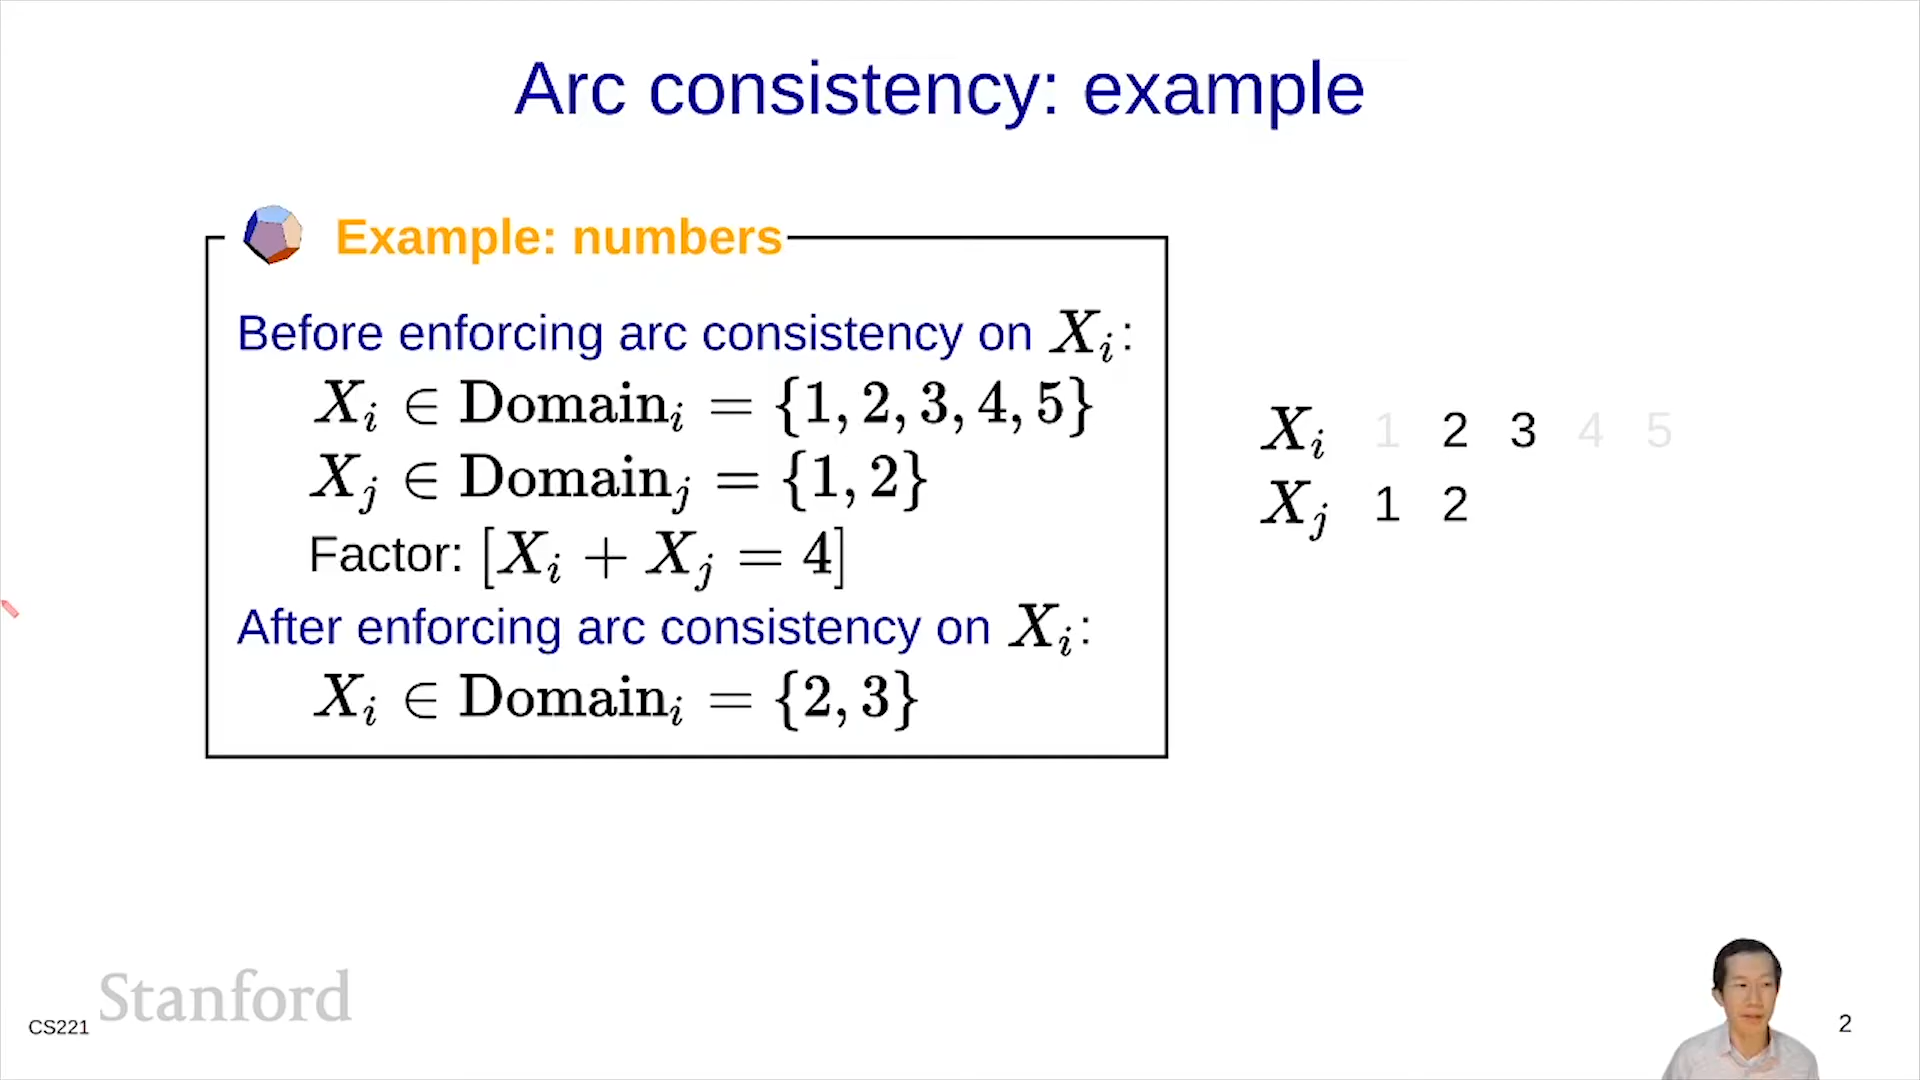 Arc consistency: example
Example: numbers
Before enforcing arc consistency on Xᵢ:
Xᵢ ∈ Domainᵢ = {1, 2, 3, 4, 5}
Xⱼ ∈ Domainⱼ = {1, 2}
Factor: [Xᵢ + Xⱼ = 4]
After enforcing arc consistency on Xᵢ:
Xᵢ ∈ Domainᵢ = {2, 3}
Xᵢ 1 2 3 4 5
Xⱼ 1 2
Stanford
CS221
2